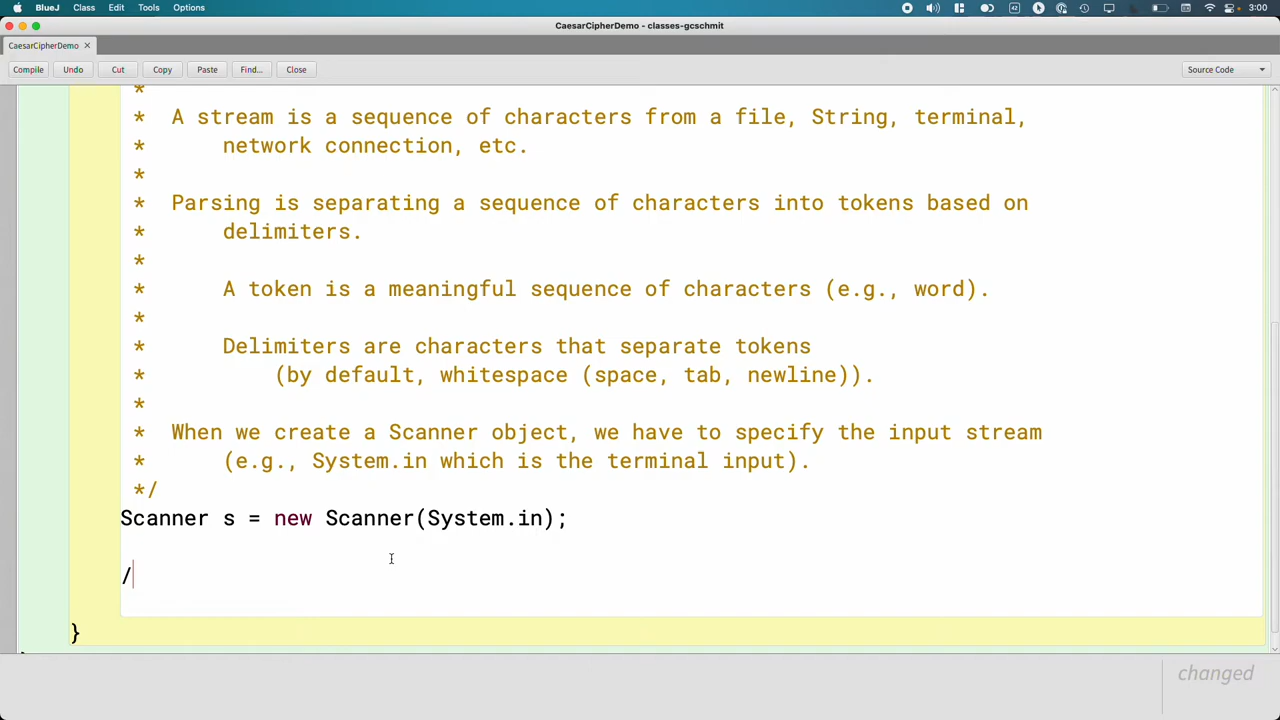 BlueJ Class Edit Tools Options 3:00
CaesarCipherDemo - classes-gcschmit
CaesarCipherDemo ×
Compile Undo Cut Copy Paste Find... Close Source Code
*
* A stream is a sequence of characters from a file, String, terminal,
* network connection, etc.
*
* Parsing is separating a sequence of characters into tokens based on
* delimiters.
*
* A token is a meaningful sequence of characters (e.g., word).
*
* Delimiters are characters that separate tokens
* (by default, whitespace (space, tab, newline)).
*
* When we create a Scanner object, we have to specify the input stream
* (e.g., System.in which is the terminal input).
*/
Scanner s = new Scanner(System.in);
/
}
changed